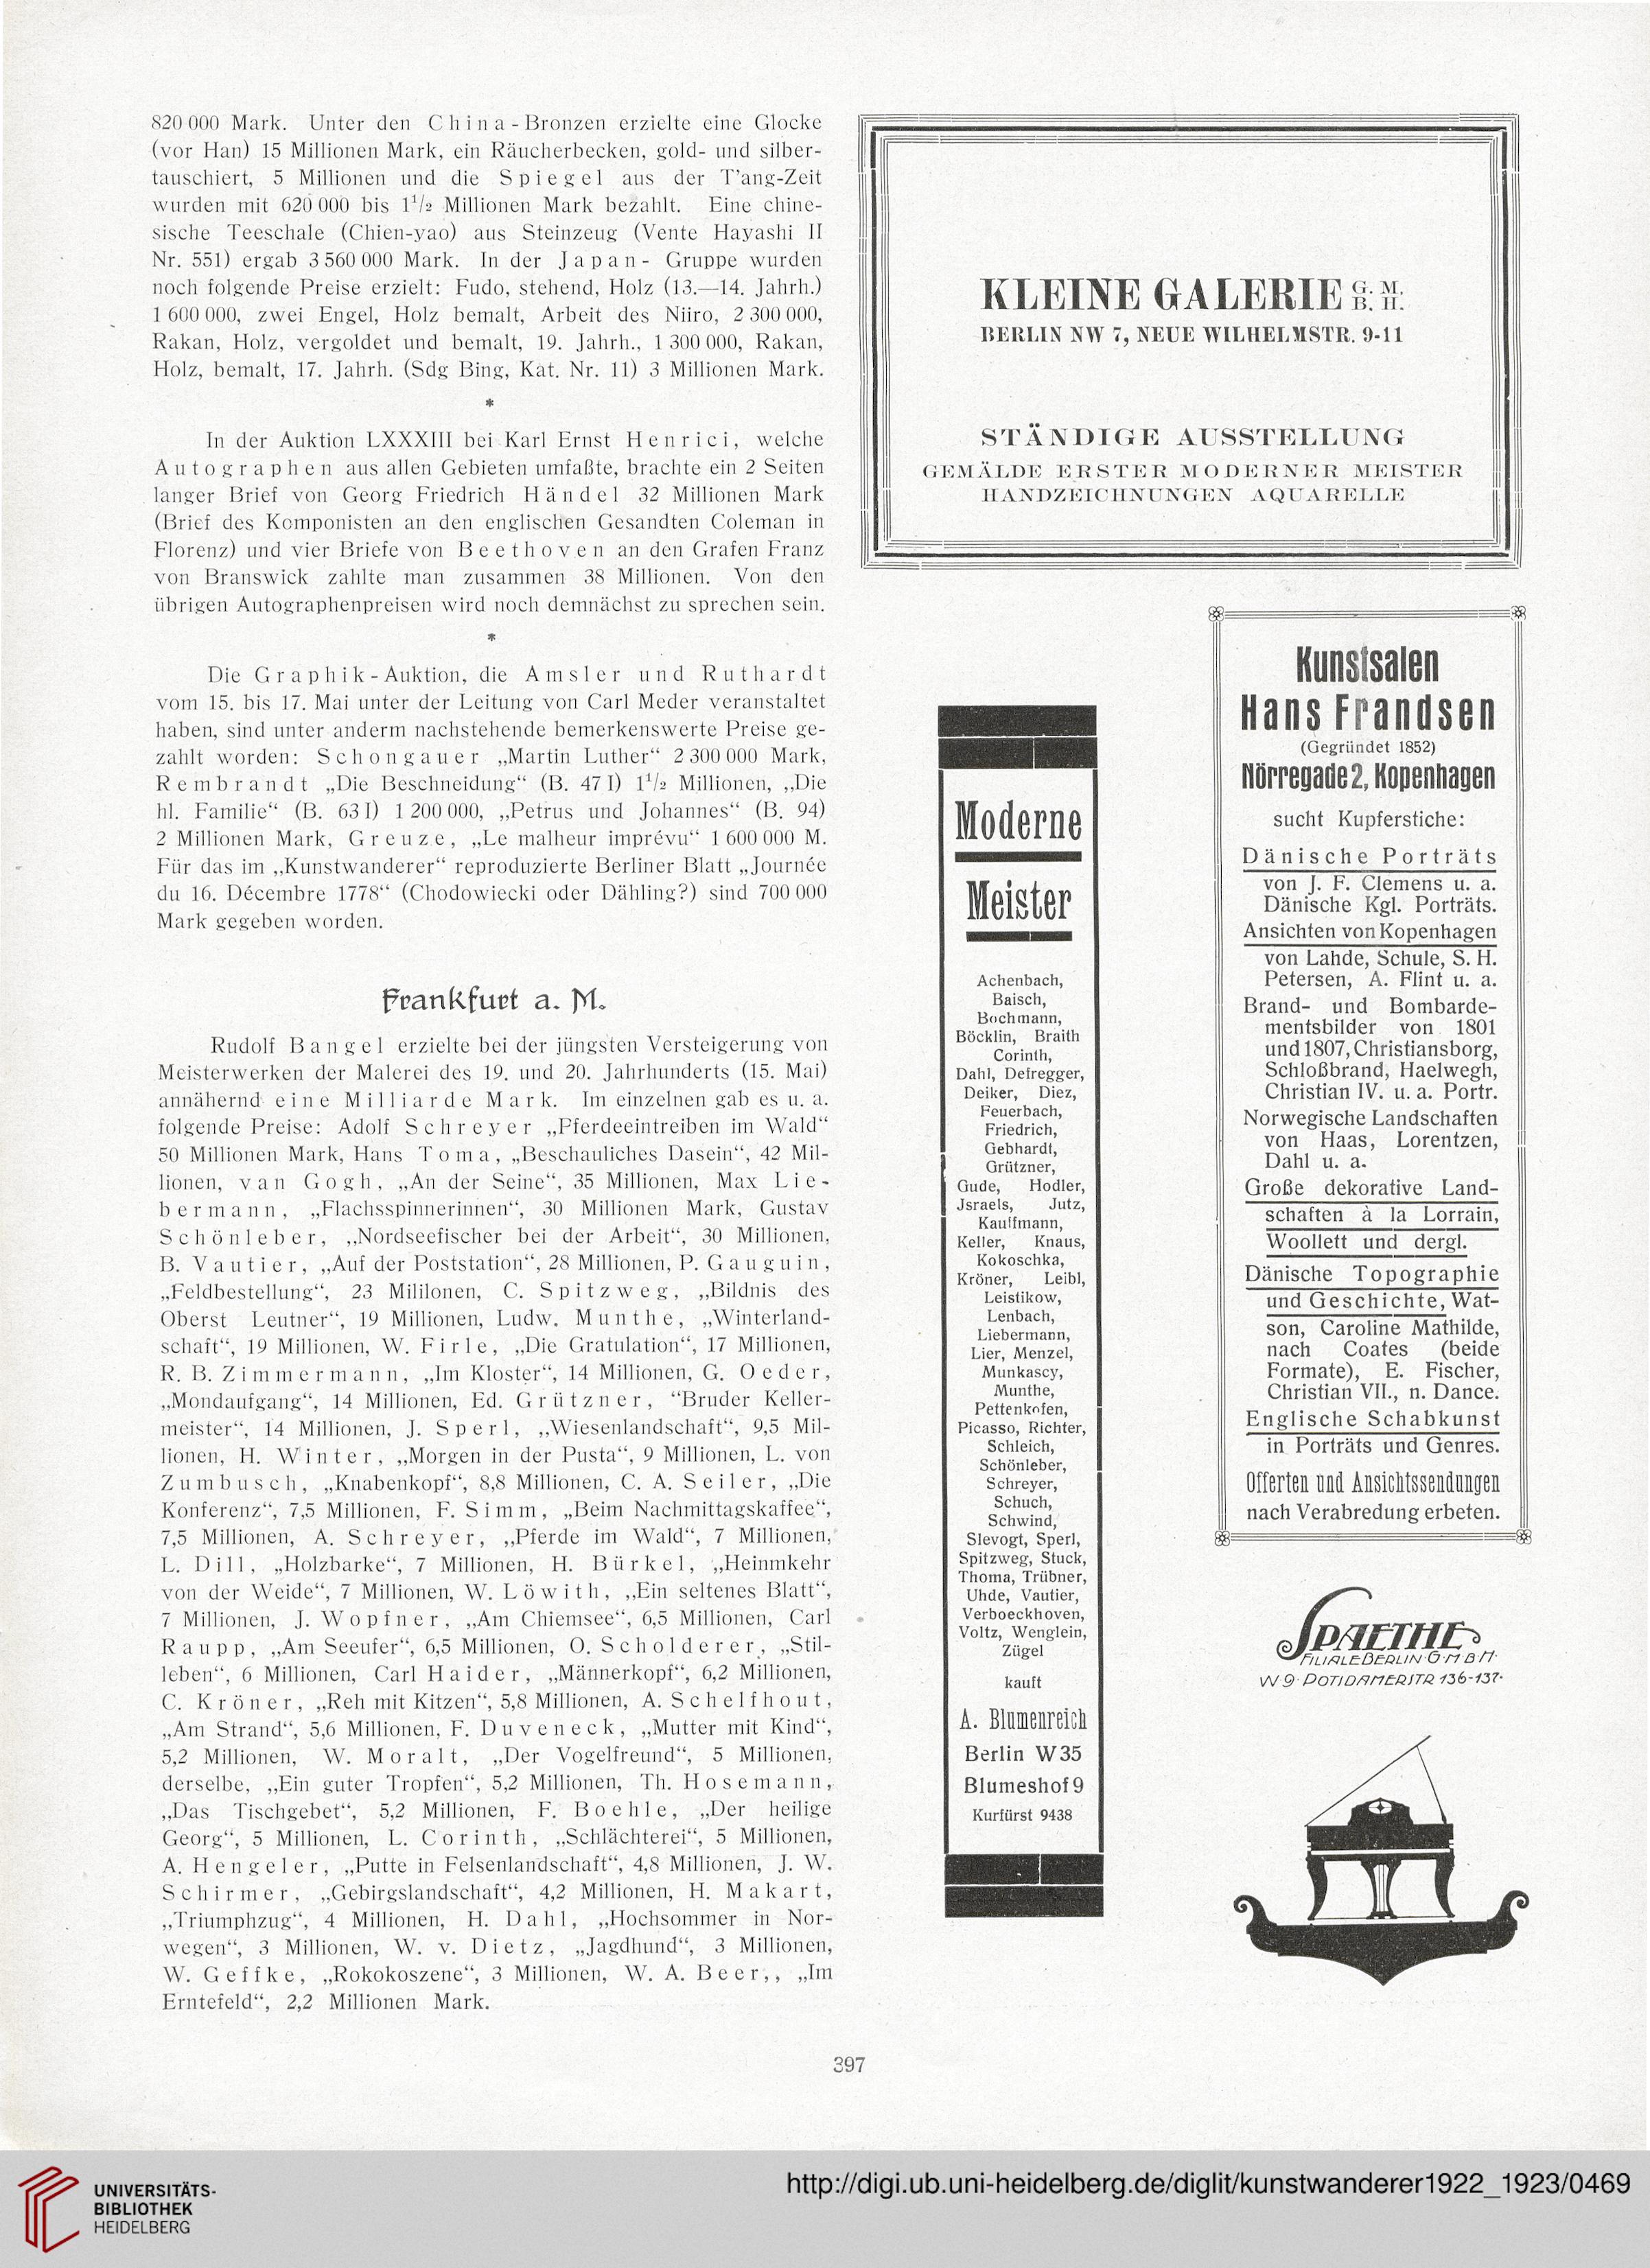 820 000 Mark. Unter den China-Bronzen erzielte eine Glocke
(vor Han) 15 Millionen Mark, ein Räucherbecken, gold- und silber-
tauschiert, 5 Millionen und die Spiegel aus der T'ang-Zeit
wurden mit 620 000 bis 1¹/₂ Millionen Mark bezahlt. Eine chine-
sische Teeschale (Chien-yao) aus Steinzeug (Vente Hayashi II
Nr. 551) ergab 3 560 000 Mark. In der Japan- Gruppe wurden
noch folgende Preise erzielt: Fudo, stehend, Holz (13.—14. Jahrh.)
1 600 000, zwei Engel, Holz bemalt, Arbeit des Niiro, 2 300 000,
Rakan, Holz, vergoldet und bemalt, 19. Jahrh., 1 300 000, Rakan,
Holz, bemalt, 17. Jahrh. (Sdg Bing, Kat. Nr. 11) 3 Millionen Mark.
*
In der Auktion LXXXIII bei Karl Ernst Henrici, welche
Autographen aus allen Gebieten umfaßte, brachte ein 2 Seiten
langer Brief von Georg Friedrich Händel 32 Millionen Mark
(Brief des Komponisten an den englischen Gesandten Coleman in
Florenz) und vier Briefe von Beethoven an den Grafen Franz
von Branswick zahlte man zusammen 38 Millionen. Von den
übrigen Autographenpreisen wird noch demnächst zu sprechen sein.
*
Die Graphik-Auktion, die Amsler und Ruthardt
vom 15. bis 17. Mai unter der Leitung von Carl Meder veranstaltet
haben, sind unter anderm nachstehende bemerkenswerte Preise ge-
zahlt worden: Schongauer „Martin Luther“ 2 300 000 Mark,
Rembrandt „Die Beschneidung“ (B. 47 I) 1¹/₂ Millionen, „Die
hl. Familie“ (B. 63 I) 1 200 000, „Petrus und Johannes“ (B. 94)
2 Millionen Mark, Greuze, „Le malheur imprévu“ 1 600 000 M.
Für das im „Kunstwanderer“ reproduzierte Berliner Blatt „Journée
du 16. Décembre 1778“ (Chodowiecki oder Dähling?) sind 700 000
Mark gegeben worden.
Frankfurt a. M.
Rudolf Bangel erzielte bei der jüngsten Versteigerung von
Meisterwerken der Malerei des 19. und 20. Jahrhunderts (15. Mai)
annähernd eine Milliarde Mark. Im einzelnen gab es u. a.
folgende Preise: Adolf Schreyer „Pferdeeintreiben im Wald“
50 Millionen Mark, Hans Toma, „Beschauliches Dasein“, 42 Mil-
lionen, van Gogh, „An der Seine“, 35 Millionen, Max Lie-
bermann, „Flachsspinnerinnen“, 30 Millionen Mark, Gustav
Schönleber, „Nordseefischer bei der Arbeit“, 30 Millionen,
B. Vautier, „Auf der Poststation“, 28 Millionen, P. Gauguin,
„Feldbestellung“, 23 Mililonen, C. Spitzweg, „Bildnis des
Oberst Leutner“, 19 Millionen, Ludw. Munthe, „Winterland-
schaft“, 19 Millionen, W. Firle, „Die Gratulation“, 17 Millionen,
R. B. Zimmermann, „Im Kloster“, 14 Millionen, G. Oeder,
„Mondaufgang“, 14 Millionen, Ed. Grützner, “Bruder Keller-
meister“, 14 Millionen, J. Sperl, „Wiesenlandschaft“, 9,5 Mil-
lionen, H. Winter, „Morgen in der Pusta“, 9 Millionen, L. von
Zumbusch, „Knabenkopf“, 8,8 Millionen, C. A. Seiler, „Die
Konferenz“, 7,5 Millionen, F. Simm, „Beim Nachmittagskaffee“,
7,5 Millionen, A. Schreyer, „Pferde im Wald“, 7 Millionen,
L. Dill, „Holzbarke“, 7 Millionen, H. Bürkel, „Heinmkehr
von der Weide“, 7 Millionen, W. Löwith, „Ein seltenes Blatt“,
7 Millionen, J. Wopfner, „Am Chiemsee“, 6,5 Millionen, Carl
Raupp, „Am Seeufer“, 6,5 Millionen, O. Scholderer, „Stil-
leben“, 6 Millionen, Carl Haider, „Männerkopf“, 6,2 Millionen,
C. Kröner, „Reh mit Kitzen“, 5,8 Millionen, A. Schelfhout,
„Am Strand“, 5,6 Millionen, F. Duveneck, „Mutter mit Kind“,
5,2 Millionen, W. Moralt, „Der Vogelfreund“, 5 Millionen,
derselbe, „Ein guter Tropfen“, 5,2 Millionen, Th. Hosemann,
„Das Tischgebet“, 5,2 Millionen, F. Boehle, „Der heilige
Georg“, 5 Millionen, L. Corinth, „Schlächterei“, 5 Millionen,
A. Hengeler, „Putte in Felsenlandschaft“, 4,8 Millionen, J. W.
Schirmer, „Gebirgslandschaft“, 4,2 Millionen, H. Makart,
„Triumphzug“, 4 Millionen, H. Dahl, „Hochsommer in Nor-
wegen“, 3 Millionen, W. v. Dietz, „Jagdhund“, 3 Millionen,
W. Geffke, „Rokokoszene“, 3 Millionen, W. A. Beer,, „Im
Erntefeld“, 2,2 Millionen Mark.
KLEINE GALERIE G. M. B. H.
BERLIN NW 7, NEUE WILHELMSTR. 9-11
STÄNDIGE AUSSTELLUNG
GEMÄLDE ERSTER MODERNER MEISTER
HANDZEICHNUNGEN AQUARELLE
Moderne
Meister
Achenbach,
Baisch,
Bochmann,
Böcklin, Braith
Corinth,
Dahl, Defregger,
Deiker, Diez,
Feuerbach,
Friedrich,
Gebhardt,
Grützner,
Gude, Hodler,
Jsraels, Jutz,
Kauffmann,
Keller, Knaus,
Kokoschka,
Kröner, Leibl,
Leistikow,
Lenbach,
Liebermann,
Lier, Menzel,
Munkascy,
Munthe,
Pettenkofen,
Picasso, Richter,
Schleich,
Schönleber,
Schreyer,
Schuch,
Schwind,
Slevogt, Sperl,
Spitzweg, Stuck,
Thoma, Trübner,
Uhde, Vautier,
Verboeckhoven,
Voltz, Wenglein,
Zügel
kauft
A. Blumenreich
Berlin W 35
Blumeshof 9
Kurfürst 9438
Kunstsalen
Hans Frandsen
(Gegründet 1852)
Nörregade 2, Kopenhagen
sucht Kupferstiche:
Dänische Porträts
von J. F. Clemens u. a.
Dänische Kgl. Porträts.
Ansichten von Kopenhagen
von Lahde, Schule, S. H.
Petersen, A. Flint u. a.
Brand- und Bombarde-
mentsbilder von 1801
und 1807, Christiansborg,
Schloßbrand, Haelwegh,
Christian IV. u. a. Portr.
Norwegische Landschaften
von Haas, Lorentzen,
Dahl u. a.
Große dekorative Land-
schaften à la Lorrain,
Woollett und dergl.
Dänische Topographie
und Geschichte, Wat-
son, Caroline Mathilde,
nach Coates (beide
Formate), E. Fischer,
Christian VII., n. Dance.
Englische Schabkunst
in Porträts und Genres.
Offerten und Ansichtssendungen
nach Verabredung erbeten.
SPAETHE
FILIALE BERLIN G·M·B·H·
W·9· POTSDAMERSTR 136-137·
397
UNIVERSITÄTS-
BIBLIOTHEK
HEIDELBERG
http://digi.ub.uni-heidelberg.de/diglit/kunstwanderer1922_1923/0469